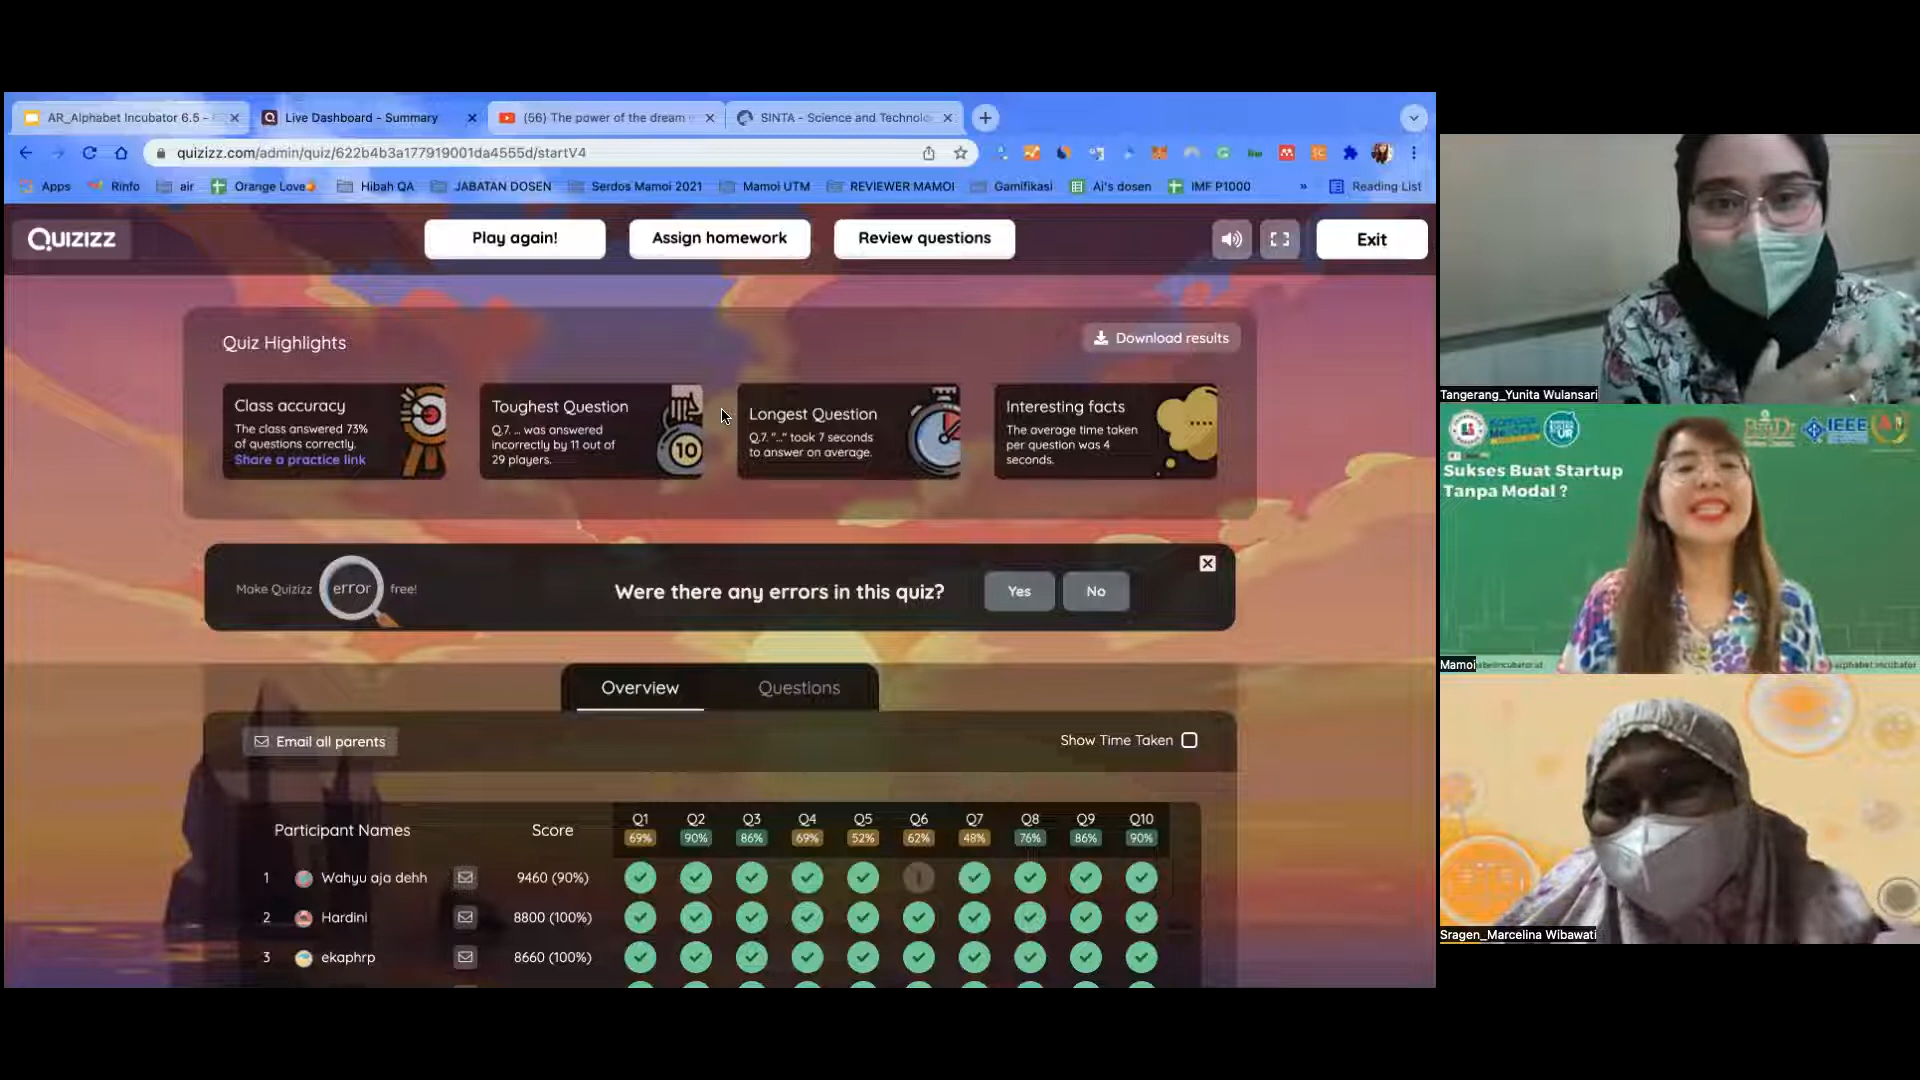 AR_Alphabet Incubator 6.5 -
Live Dashboard - Summary
(56) The power of the dream
SINTA - Science and Technolo
quizizz.com/admin/quiz/622b4b3a177919001da4555d/startV4
Apps
Rinfo
air
Orange Love
Hibah QA
JABATAN DOSEN
Serdos Mamoi 2021
Mamoi UTM
REVIEWER MAMOI
Gamifikasi
Ai's dosen
IMF P1000
»
Reading List
Quizizz
Play again!
Assign homework
Review questions
Exit
Quiz Highlights
Download results
Class accuracy
The class answered 73%
of questions correctly.
Share a practice link
Toughest Question
Q.7. ... was answered
incorrectly by 11 out of
29 players.
10
Longest Question
Q.7. "..." took 7 seconds
to answer on average.
Interesting facts
The average time taken
per question was 4
seconds.
Make Quizizz error free!
Were there any errors in this quiz?
Yes
No
Overview
Questions
Email all parents
Show Time Taken
Participant Names
Score
Q1 Q2 Q3 Q4 Q5 Q6 Q7 Q8 Q9 Q10
69% 90% 86% 69% 52% 62% 48% 76% 86% 90%
1 Wahyu aja dehh 9460 (90%)
2 Hardini 8800 (100%)
3 ekaphrp 8660 (100%)
Tangerang_Yunita Wulansari
IEEE
Sukses Buat Startup
Tanpa Modal ?
Mamoi
alphabet.incubator
Sragen_Marcelina Wibawati